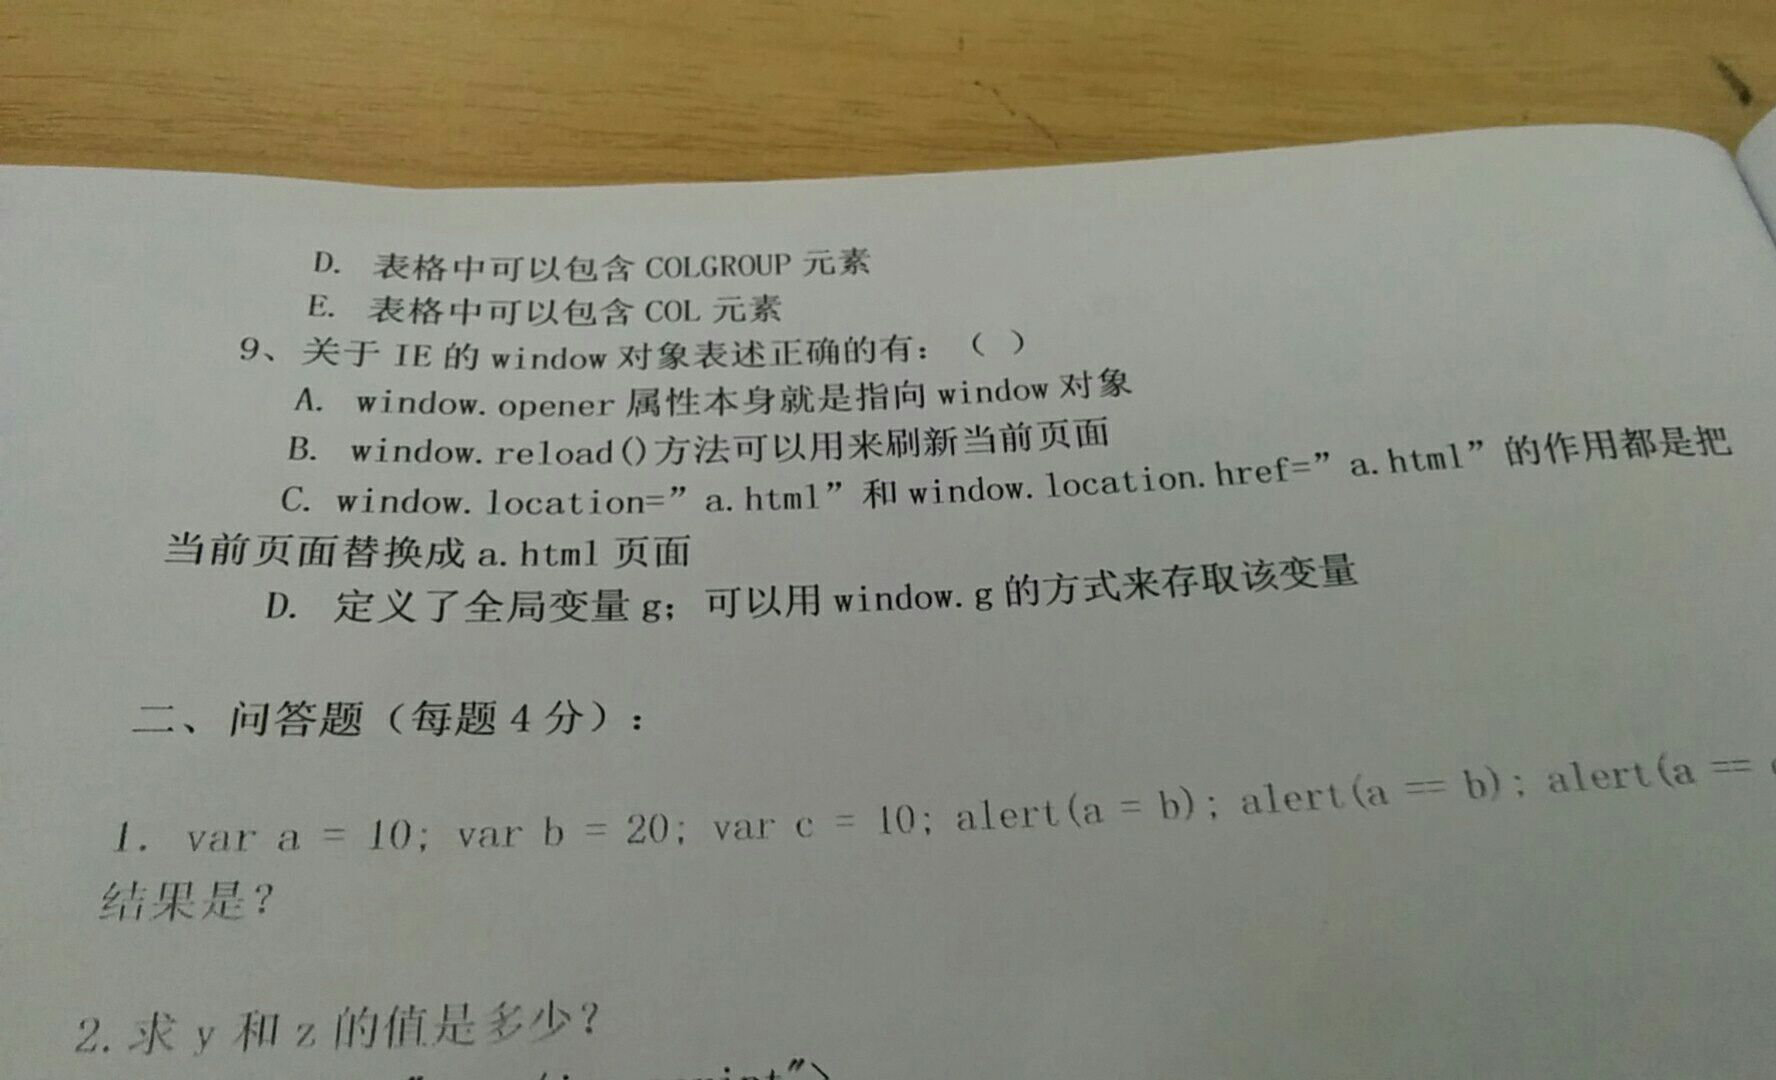 D. 表格中可以包含 COLGROUP 元素
E. 表格中可以包含 COL 元素
9、关于 IE 的 window 对象表述正确的有：（ ）
A. window.opener 属性本身就是指向 window 对象
B. window.reload()方法可以用来刷新当前页面
C. window.location=”a.html”和 window.location.href=”a.html”的作用都是把
当前页面替换成 a.html 页面
D. 定义了全局变量 g；可以用 window.g 的方式来存取该变量
二、问答题（每题 4 分）：
1. var a = 10; var b = 20; var c = 10; alert(a = b); alert(a == b); alert(a ==
结果是？
2.求 y 和 z 的值是多少？